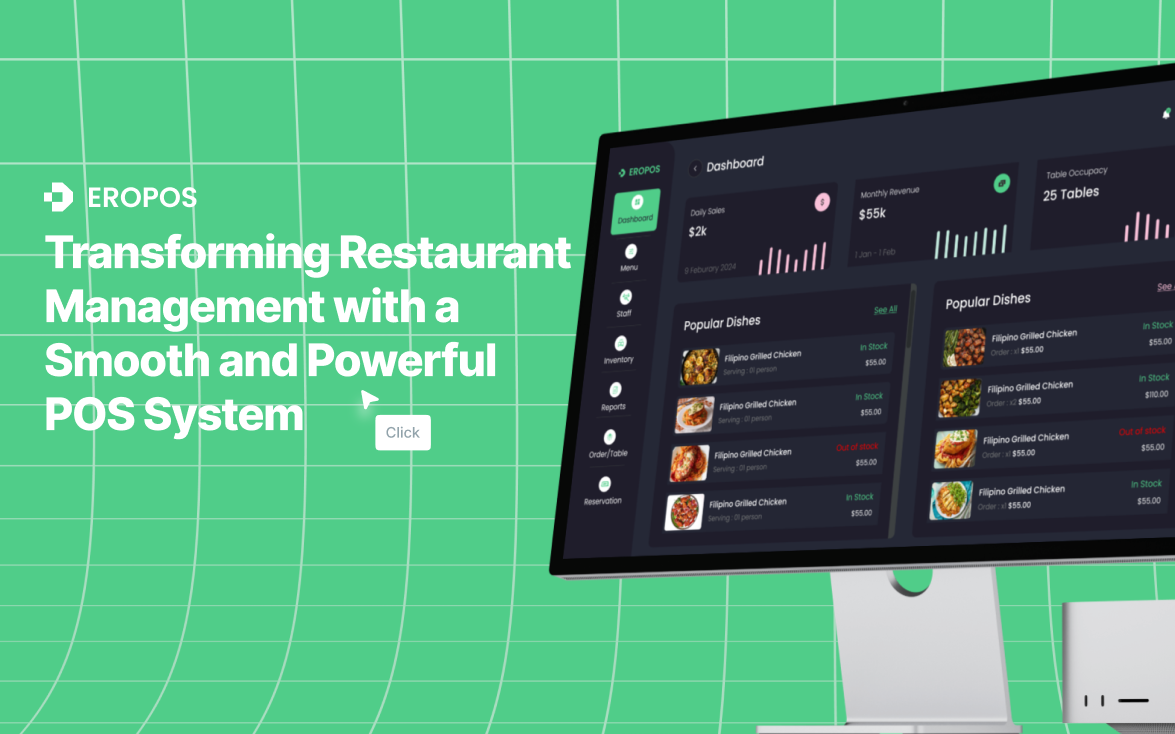 EROPOS
Transforming Restaurant
Management with a
Smooth and Powerful
POS System
Click
EROPOS
Dashboard
Menu
Staff
Inventory
Reports
Order/Table
Reservation
Dashboard
Daily Sales
$2k
9 Feburary 2024
Monthly Revenue
$55k
1 Jan - 1 Feb
Table Occupacy
25 Tables
Popular Dishes
See All
Filipino Grilled Chicken
In Stock
Serving : 01 person
$55.00
Filipino Grilled Chicken
In Stock
Serving : 01 person
$55.00
Filipino Grilled Chicken
Out of stock
Serving : 01 person
$55.00
Filipino Grilled Chicken
In Stock
Serving : 01 person
$55.00
Popular Dishes
See
Filipino Grilled Chicken
In Stock
Order : x1 $55.00
$55.00
Filipino Grilled Chicken
In Stock
Order : x2 $55.00
$110.00
Filipino Grilled Chicken
Out of stock
Order : x1 $55.00
$55.00
Filipino Grilled Chicken
In Stock
Order : x1 $55.00
$55.00